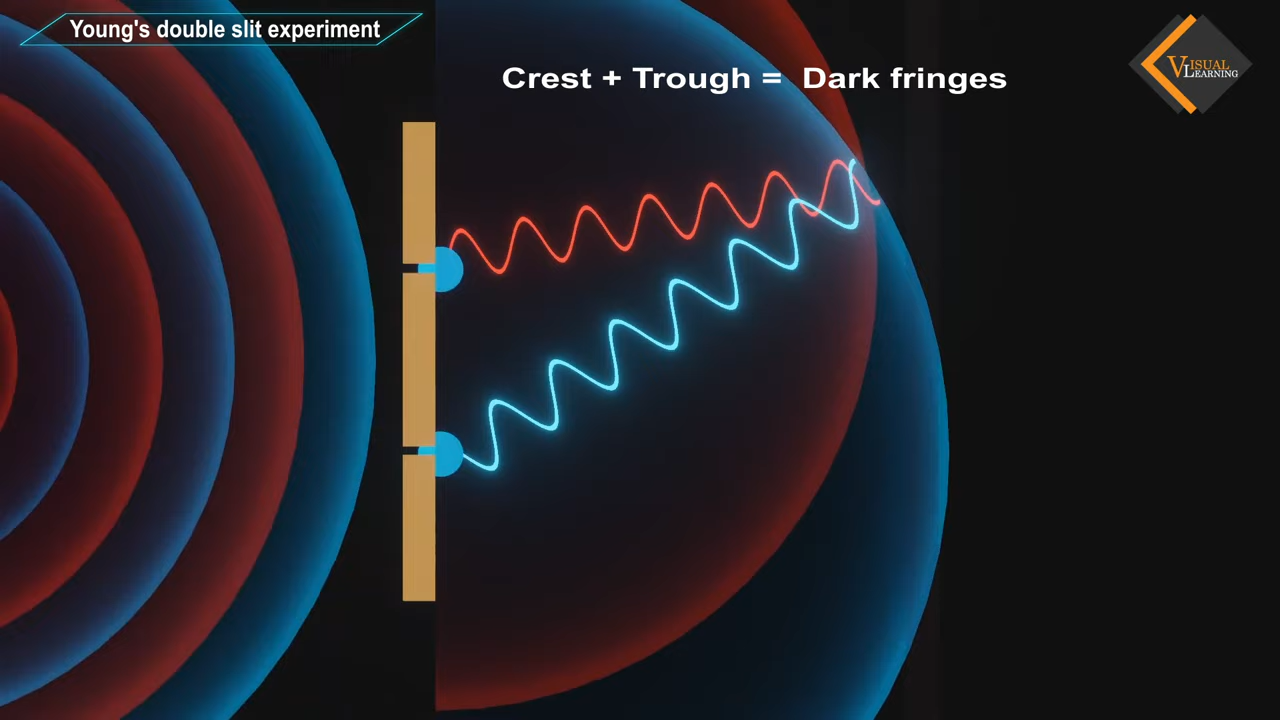 Young's double slit experiment
Crest + Trough = Dark fringes
VISUAL
LEARNING